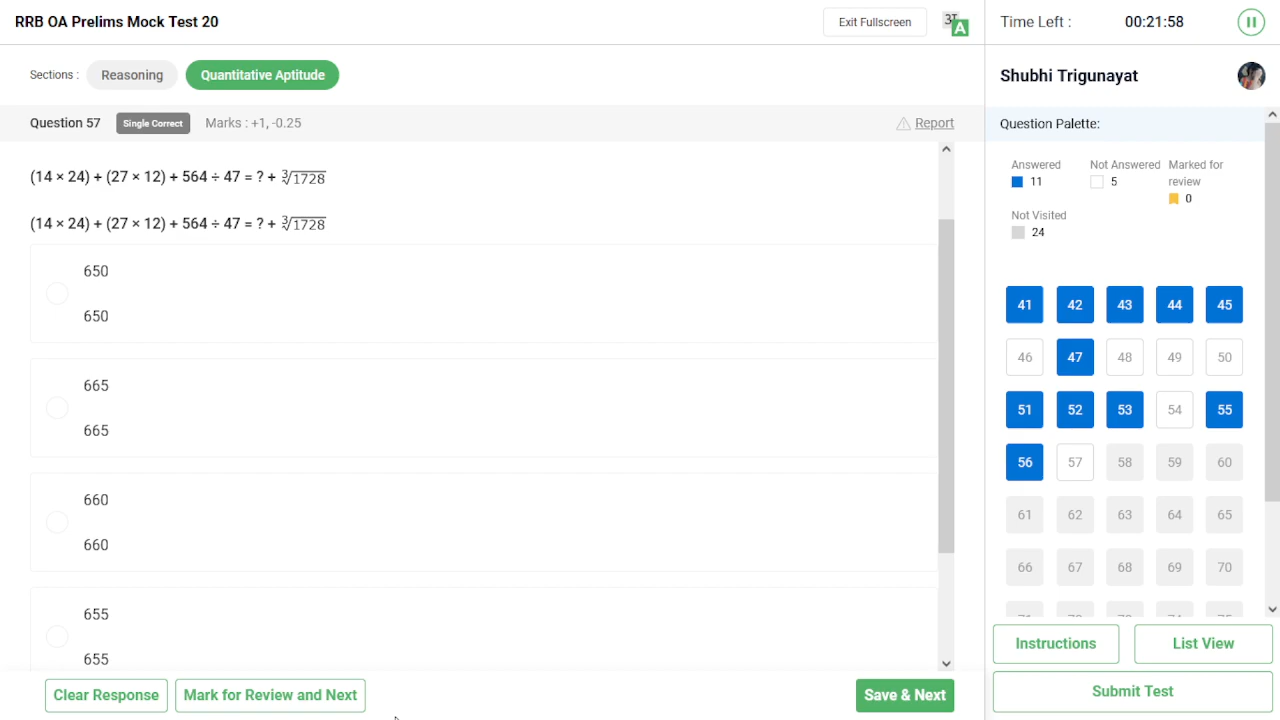 RRB OA Prelims Mock Test 20
Exit Fullscreen
A
Time Left :
00:21:58
Sections :
Reasoning
Quantitative Aptitude
Shubhi Trigunayat
Question 57
Single Correct
Marks : +1, -0.25
Report
Question Palette:
(14 × 24) + (27 × 12) + 564 ÷ 47 = ? + ∛1728
(14 × 24) + (27 × 12) + 564 ÷ 47 = ? + ∛1728
650
650
665
665
660
660
655
655
Answered
11
Not Answered
5
Marked for
review
0
Not Visited
24
41 42 43 44 45
46 47 48 49 50
51 52 53 54 55
56 57 58 59 60
61 62 63 64 65
66 67 68 69 70
Instructions
List View
Clear Response
Mark for Review and Next
Save & Next
Submit Test